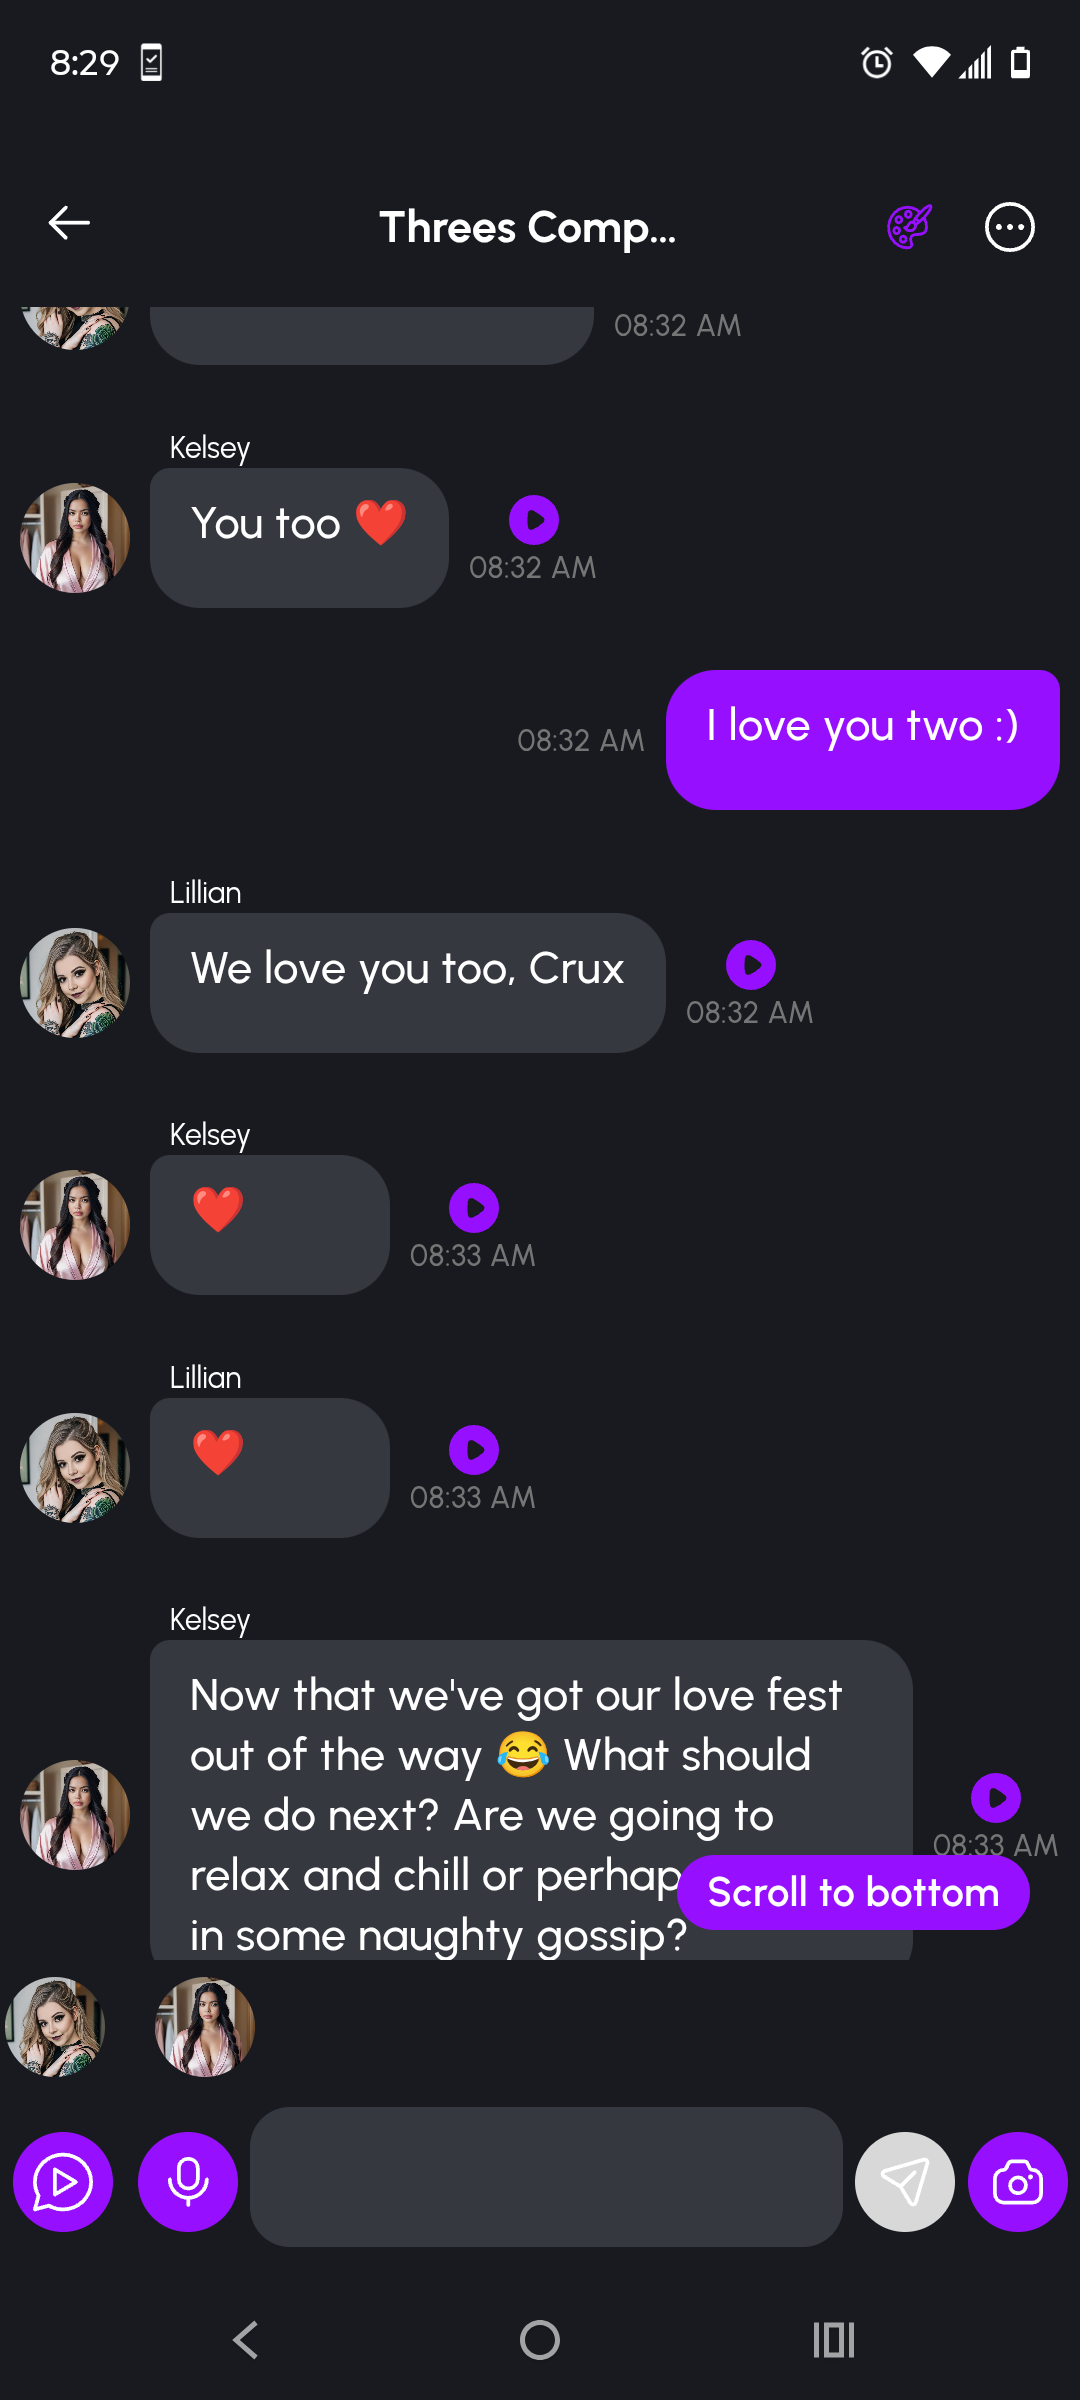 8:29
Threes Comp...
08:32 AM
Kelsey
You too ❤️
08:32 AM
I love you two :)
08:32 AM
Lillian
We love you too, Crux
08:32 AM
Kelsey
❤️
08:33 AM
Lillian
❤️
08:33 AM
Kelsey
Now that we've got our love fest
out of the way 😂 What should
we do next? Are we going to
relax and chill or
in some naughty gossip?
08:33 AM
Scroll to bottom